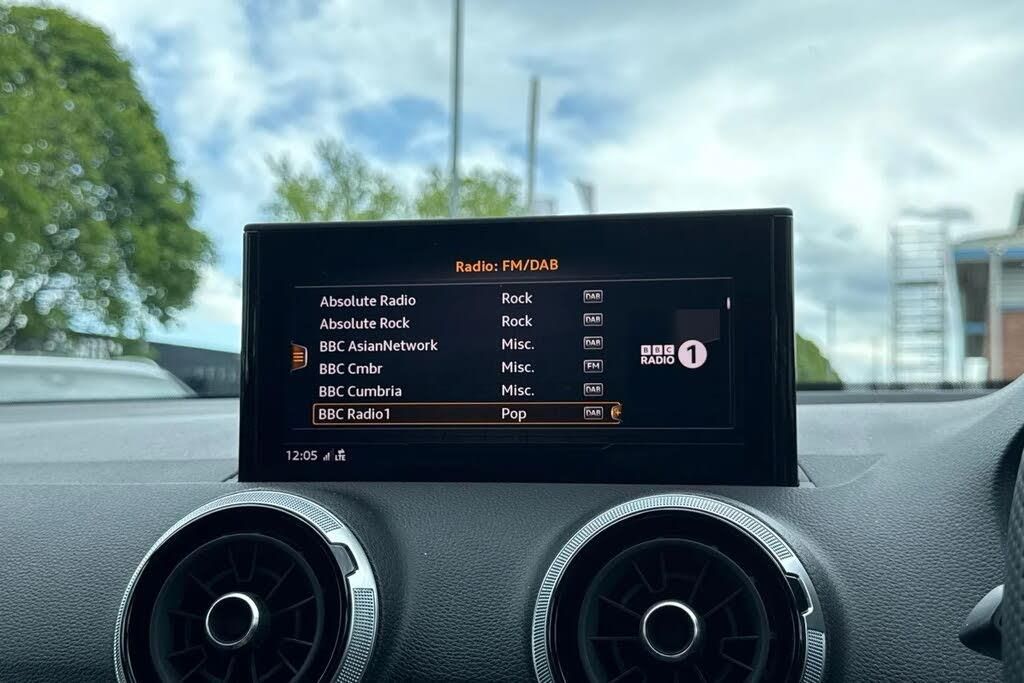 Radio: FM/DAB
Absolute Radio Rock DAB
Absolute Rock Rock DAB
BBC AsianNetwork Misc. DAB
BBC Cmbr Misc. FM
BBC Cumbria Misc. DAB
BBC Radio1 Pop DAB
BBC
RADIO 1
12:05 LTE